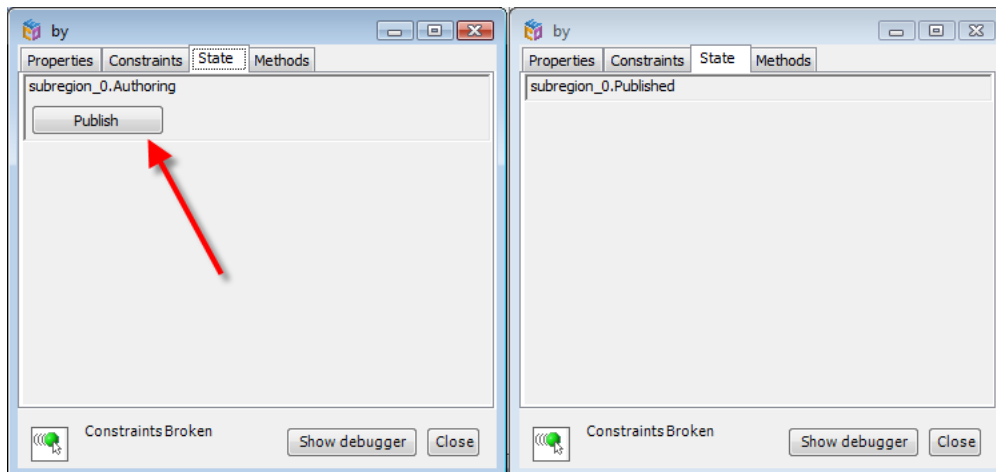 by
Properties Constraints State Methods
subregion_0.Authoring
Publish
Constraints Broken
Show debugger Close
by
Properties Constraints State Methods
subregion_0.Published
Constraints Broken
Show debugger Close